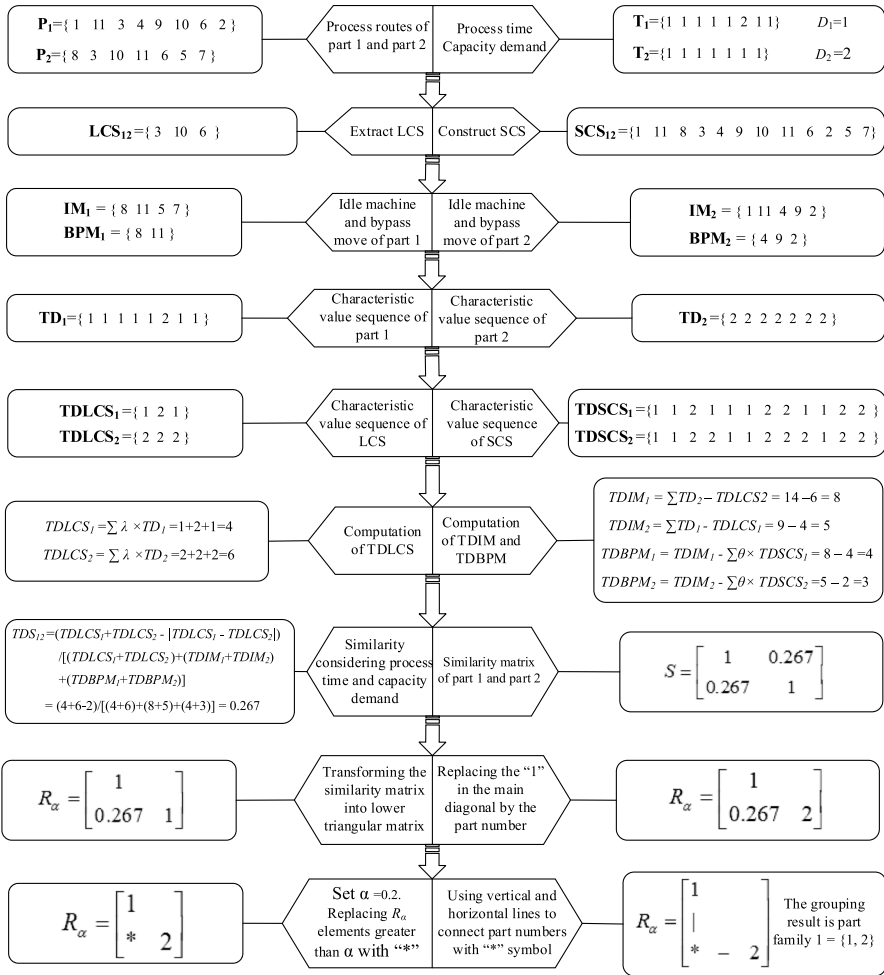 P₁={ 1 11 3 4 9 10 6 2 }
P₂={ 8 3 10 11 6 5 7 }
Process routes of
part 1 and part 2
Process time
Capacity demand
T₁={1 1 1 1 1 2 1 1} D₁=1
T₂={1 1 1 1 1 1 1} D₂=2
LCS₁₂={ 3 10 6 }
Extract LCS
Construct SCS
SCS₁₂={1 11 8 3 4 9 10 11 6 2 5 7}
IM₁ = { 8 11 5 7 }
BPM₁ = { 8 11 }
Idle machine
and bypass
move of part 1
Idle machine
and bypass
move of part 2
IM₂ = { 1 11 4 9 2 }
BPM₂ = { 4 9 2 }
TD₁={ 1 1 1 1 1 2 1 1 }
Characteristic
value sequence of
part 1
Characteristic
value sequence of
part 2
TD₂={ 2 2 2 2 2 2 2 }
TDLCS₁={ 1 2 1 }
TDLCS₂={ 2 2 2 }
Characteristic
value sequence of
LCS
Characteristic
value sequence
of SCS
TDSCS₁={1 1 2 1 1 1 2 2 1 1 2 2 }
TDSCS₂={1 1 2 2 1 1 2 2 2 1 2 2 }
TDLCS₁ =∑ λ ×TD₁ =1+2+1=4
TDLCS₂ =∑ λ ×TD₂ =2+2+2=6
Computation
of TDLCS
Computation
of TDIM and
TDBPM
TDIM₁ = ∑TD₂ – TDLCS2 = 14 –6 = 8
TDIM₂ = ∑TD₁ - TDLCS₁ = 9 – 4 = 5
TDBPM₁ = TDIM₁ - ∑θ× TDSCS₁ = 8 – 4 =4
TDBPM₂ = TDIM₂ - ∑θ× TDSCS₂ =5 – 2 =3
TDS₁₂ =(TDLCS₁+TDLCS₂ - |TDLCS₁ - TDLCS₂|)
/[(TDLCS₁+TDLCS₂ )+(TDIM₁+TDIM₂)
+(TDBPM₁+TDBPM₂)]
= (4+6-2)/[(4+6)+(8+5)+(4+3)] = 0.267
Similarity
considering process
time and capacity
demand
Similarity matrix
of part 1 and part 2
S = [ 1 0.267
0.267 1 ]
Rα = [ 1
0.267 1 ]
Transforming the
similarity matrix
into lower
triangular matrix
Replacing the “1”
in the main
diagonal by the
part number
Rα = [ 1
0.267 2 ]
Rα = [ 1
* 2 ]
Set α =0.2.
Replacing Rα
elements greater
than α with “*”
Using vertical and
horizontal lines to
connect part numbers
with “*” symbol
Rα = [ 1
|
* – 2 ]
The grouping
result is part
family 1 = {1, 2}